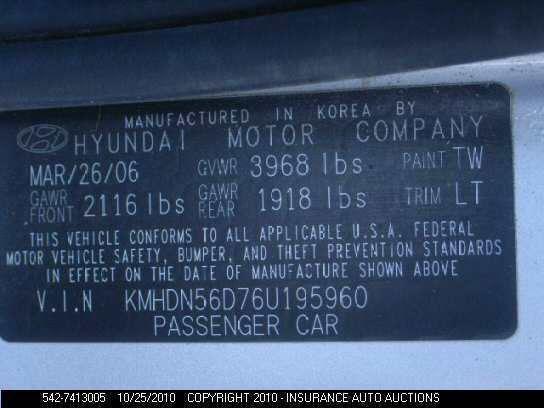 MANUFACTURED IN KOREA BY
HYUNDAI MOTOR COMPANY
MAR/26/06 GVWR 3968 lbs PAINT TW
GAWR FRONT 2116 lbs GAWR REAR 1918 lbs TRIM LT
THIS VEHICLE CONFORMS TO ALL APPLICABLE U.S.A. FEDERAL
MOTOR VEHICLE SAFETY, BUMPER, AND THEFT PREVENTION STANDARDS
IN EFFECT ON THE DATE OF MANUFACTURE SHOWN ABOVE
V.I.N KMHDN56D76U195960
PASSENGER CAR
542-7413005 10/25/2010 COPYRIGHT 2010 - INSURANCE AUTO AUCTIONS